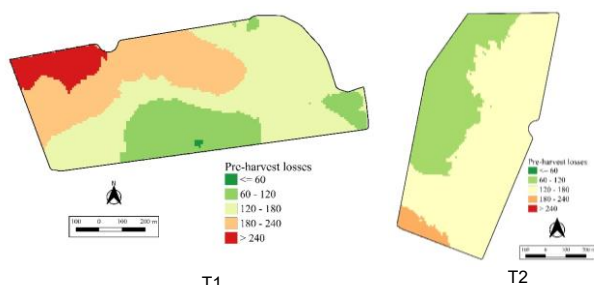 N
Pre-harvest losses
<= 60
60 - 120
120 - 180
180 - 240
> 240
100 0 100 200 m
T1
Pre-harvest losses
<= 60
60 - 120
120 - 180
180 - 240
> 240
T2